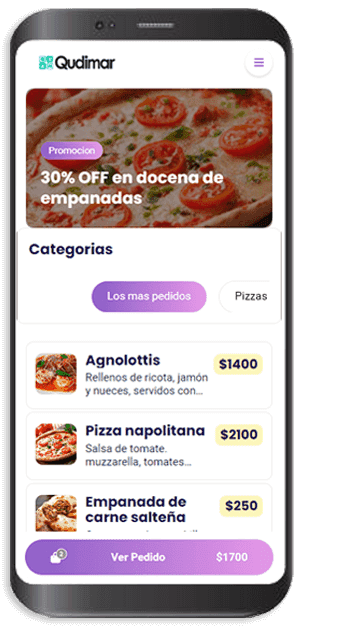 Qudimar
Promocion
30% OFF en docena de
empanadas
Categorias
Los mas pedidos
Pizzas
Agnolottis
$1400
Rellenos de ricota, jamón
y nueces, servidos con...
Pizza napolitana
$2100
Salsa de tomate.
muzzarella, tomates...
Empanada de
carne salteña
$250
2
Ver Pedido
$1700